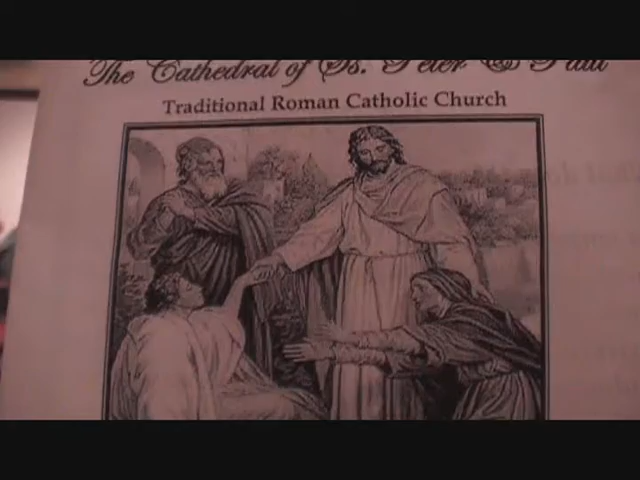 The Cathedral of Ss. Peter & Paul
Traditional Roman Catholic Church